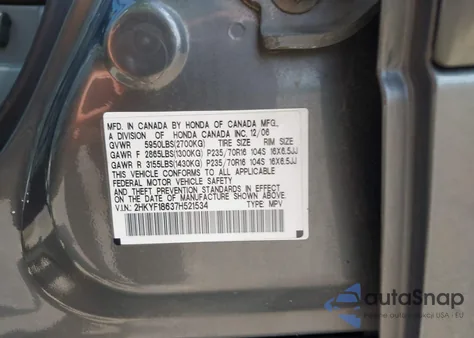 MFD. IN CANADA BY HONDA OF CANADA MFG.,
A DIVISION OF HONDA CANADA INC. 12/06
GVWR 5950LBS(2700KG) TIRE SIZE RIM SIZE
GAWR F 2865LBS(1300KG) P235/70R16 104S 16X6.5JJ
GAWR R 3155LBS(1430KG) P235/70R16 104S 16X6.5JJ
THIS VEHICLE CONFORMS TO ALL APPLICABLE
FEDERAL MOTOR VEHICLE SAFETY
AND THEFT PREVENTION STANDARDS IN EFFECT
ON THE DATE OF MANUFACTURE SHOWN ABOVE.
V.I.N.: 2HKYF18637H521534 TYPE: MPV
autoSnap
USA - EU